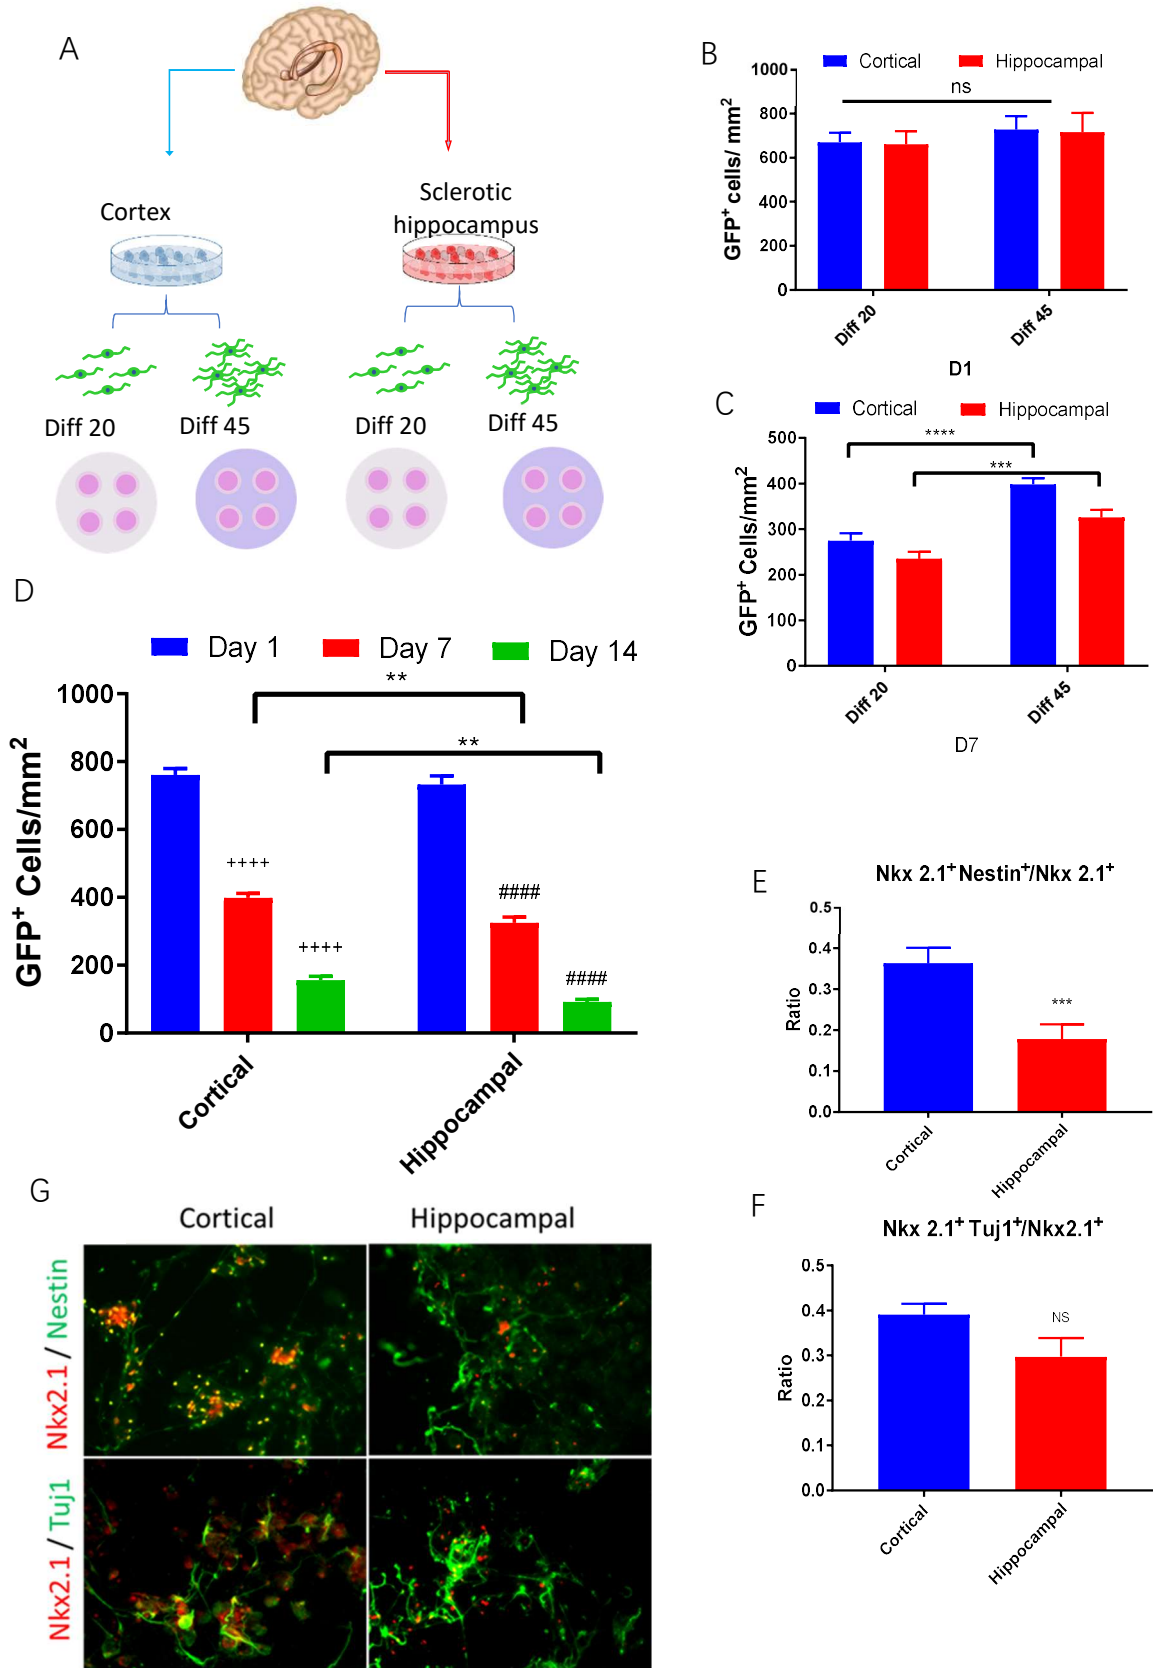 A
Cortex
Sclerotic
hippocampus
Diff 20
Diff 45
Diff 20
Diff 45
B
Cortical
Hippocampal
ns
1000
800
600
400
200
0
GFP+ cells/ mm2
Diff 20
Diff 45
D1
C
Cortical
Hippocampal
****
***
500
400
300
200
100
0
GFP+ Cells/mm2
Diff 20
Diff 45
D7
D
Day 1
Day 7
Day 14
**
**
1000
800
600
400
200
0
GFP+ Cells/mm2
++++
++++
####
####
Cortical
Hippocampal
E
Nkx 2.1+ Nestin+/Nkx 2.1+
0.5
0.4
0.3
0.2
0.1
0.0
Ratio
***
Cortical
Hippocampal
F
Nkx 2.1+ Tuj1+/Nkx2.1+
0.5
0.4
0.3
0.2
0.1
0.0
Ratio
NS
Cortical
Hippocampal
G
Cortical
Hippocampal
Nkx2.1 / Nestin
Nkx2.1 / Tuj1